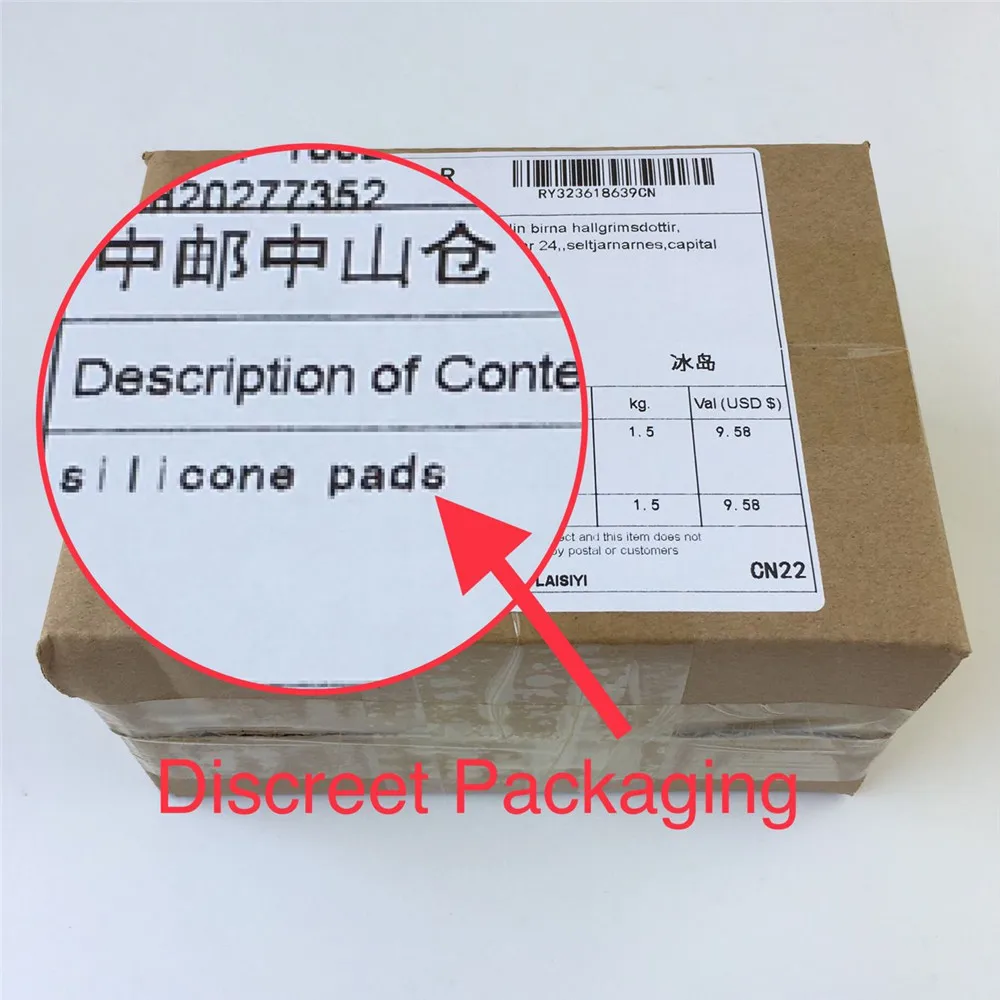 R
RY323618639CN
20277352
lin birna hallgrimsdottir,
24,,seltjarnarnes,capital
中邮中山仓
冰岛
Description of Conte
kg. Val (USD $)
silicone pads
1.5 9.58
1.5 9.58
and this item does not
by postal or customers
LAISIYI
CN22
Discreet Packaging